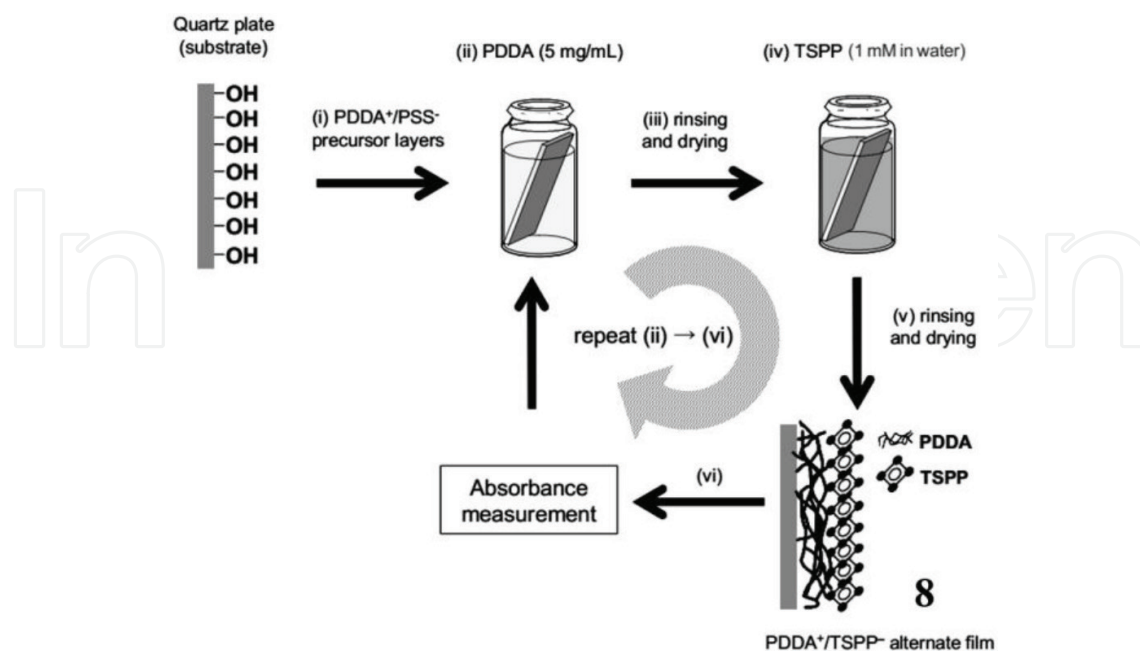 Quartz plate
(substrate)
-OH
-OH
-OH
-OH
-OH
-OH
-OH
(i) PDDA⁺/PSS⁻
precursor layers
(ii) PDDA (5 mg/mL)
(iii) rinsing
and drying
(iv) TSPP (1 mM in water)
(v) rinsing
and drying
repeat (ii) → (vi)
PDDA
TSPP
(vi)
Absorbance
measurement
8
PDDA⁺/TSPP⁻ alternate film
In
en